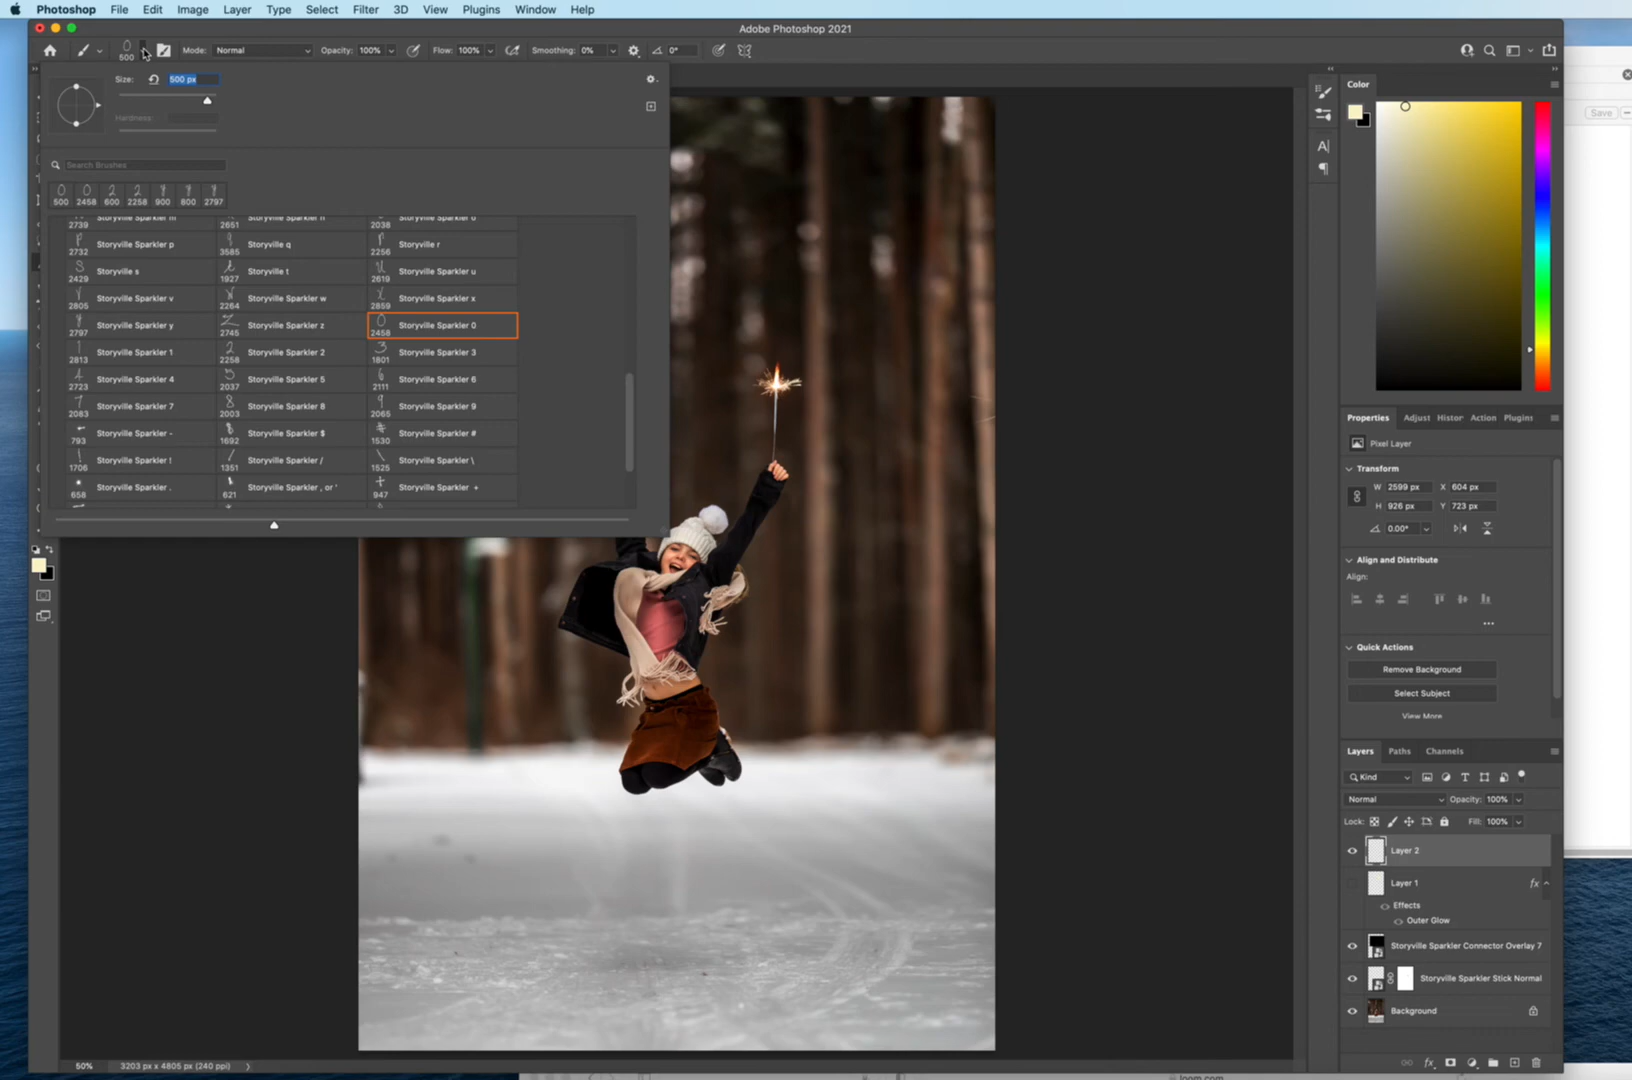 Photoshop File Edit Image Layer Type Select Filter 3D View Plugins Window Help
Adobe Photoshop 2021
500 Mode: Normal Opacity: 100% Flow: 100% Smoothing: 0% 0°
Size: 500 px
Hardness:
Search Brushes
500 2458 600 2258 900 800 2797
2739 Storyville Sparkler m 2651 Storyville Sparkler n 2038 Storyville Sparkler o
2732 Storyville Sparkler p 3585 Storyville q 2256 Storyville r
2429 Storyville s 1927 Storyville t 2619 Storyville Sparkler u
2805 Storyville Sparkler v 2264 Storyville Sparkler w 2859 Storyville Sparkler x
2797 Storyville Sparkler y 2745 Storyville Sparkler z 2458 Storyville Sparkler 0
2813 Storyville Sparkler 1 2258 Storyville Sparkler 2 1801 Storyville Sparkler 3
2723 Storyville Sparkler 4 2037 Storyville Sparkler 5 2111 Storyville Sparkler 6
2083 Storyville Sparkler 7 2003 Storyville Sparkler 8 2065 Storyville Sparkler 9
793 Storyville Sparkler - 1692 Storyville Sparkler $ 1530 Storyville Sparkler #
1706 Storyville Sparkler ! 1351 Storyville Sparkler / 1525 Storyville Sparkler \
658 Storyville Sparkler . 621 Storyville Sparkler , or ' 947 Storyville Sparkler +
Color
Save
Properties Adjust Histor Action Plugins
Pixel Layer
Transform
W 2599 px X 604 px
H 926 px Y 723 px
0.00°
Align and Distribute
Align:
Quick Actions
Remove Background
Select Subject
View More
Layers Paths Channels
Kind
Normal Opacity: 100%
Lock: Fill: 100%
Layer 2
Layer 1 fx
Effects
Outer Glow
Storyville Sparkler Connector Overlay 7
Storyville Sparkler Stick Normal
Background
fx
50% 3203 px x 4805 px (240 ppi)
loom.com